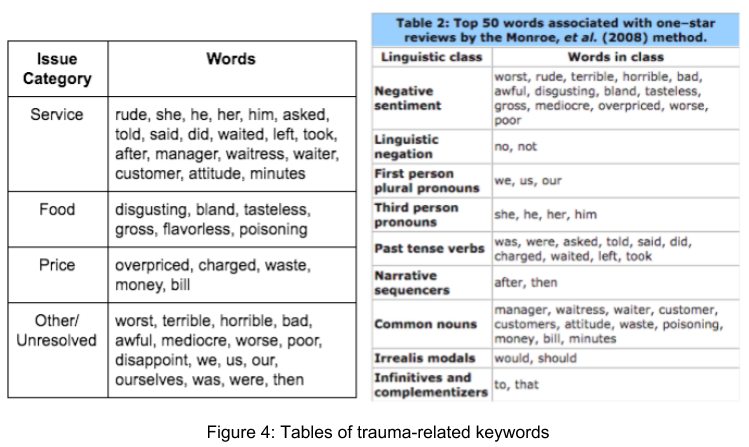 Issue
Category
Words
Service
rude, she, he, her, him, asked,
told, said, did, waited, left, took,
after, manager, waitress, waiter,
customer, attitude, minutes
Food
disgusting, bland, tasteless,
gross, flavorless, poisoning
Price
overpriced, charged, waste,
money, bill
Other/
Unresolved
worst, terrible, horrible, bad,
awful, mediocre, worse, poor,
disappoint, we, us, our,
ourselves, was, were, then
Table 2: Top 50 words associated with one–star
reviews by the Monroe, et al. (2008) method.
Linguistic class
Words in class
Negative
sentiment
worst, rude, terrible, horrible, bad,
awful, disgusting, bland, tasteless,
gross, mediocre, overpriced, worse,
poor
Linguistic
negation
no, not
First person
plural pronouns
we, us, our
Third person
pronouns
she, he, her, him
Past tense verbs
was, were, asked, told, said, did,
charged, waited, left, took
Narrative
sequencers
after, then
Common nouns
manager, waitress, waiter, customer,
customers, attitude, waste, poisoning,
money, bill, minutes
Irrealis modals
would, should
Infinitives and
complementizers
to, that
Figure 4: Tables of trauma-related keywords